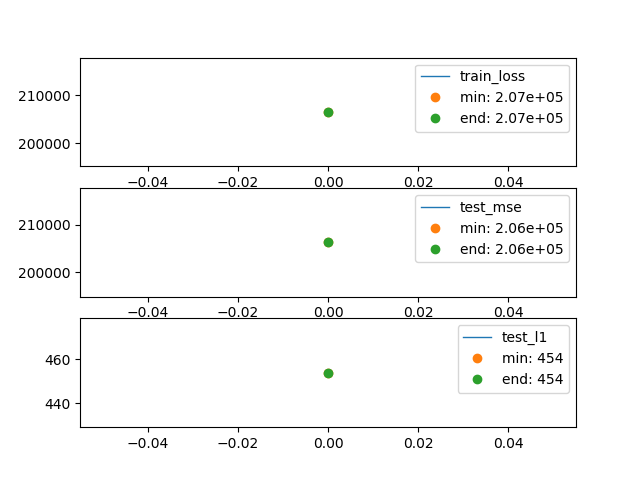 train_loss
min: 2.07e+05
end: 2.07e+05
210000
200000
−0.04 −0.02 0.00 0.02 0.04
test_mse
min: 2.06e+05
end: 2.06e+05
210000
200000
−0.04 −0.02 0.00 0.02 0.04
test_l1
min: 454
end: 454
460
440
−0.04 −0.02 0.00 0.02 0.04